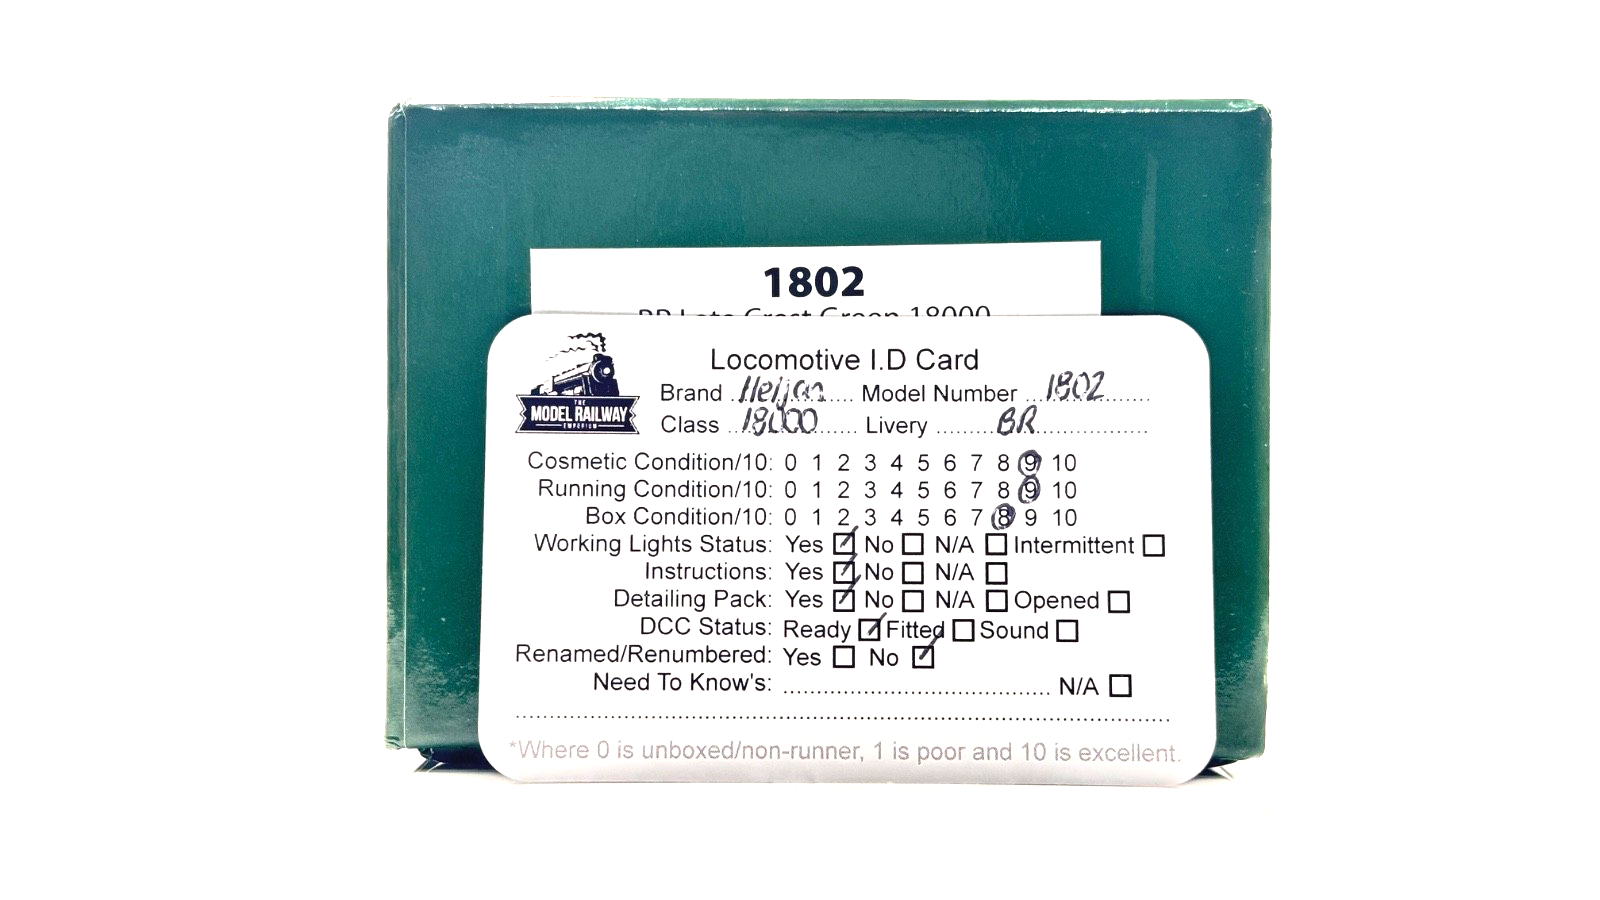 1802
BR Late Crest Green 18000
Locomotive I.D Card
THE
MODEL RAILWAY
EMPORIUM
Brand ... Heljan ... Model Number ... 1802 ...
Class ... 18000 ... Livery ... BR ...
Cosmetic Condition/10: 0 1 2 3 4 5 6 7 8 9 10
Running Condition/10: 0 1 2 3 4 5 6 7 8 9 10
Box Condition/10: 0 1 2 3 4 5 6 7 8 9 10
Working Lights Status: Yes ☑ No ☐ N/A ☐ Intermittent ☐
Instructions: Yes ☑ No ☐ N/A ☐
Detailing Pack: Yes ☑ No ☐ N/A ☐ Opened ☐
DCC Status: Ready ☑ Fitted ☐ Sound ☐
Renamed/Renumbered: Yes ☐ No ☑
Need To Know's: ........ N/A ☐
*Where 0 is unboxed/non-runner, 1 is poor and 10 is excellent.